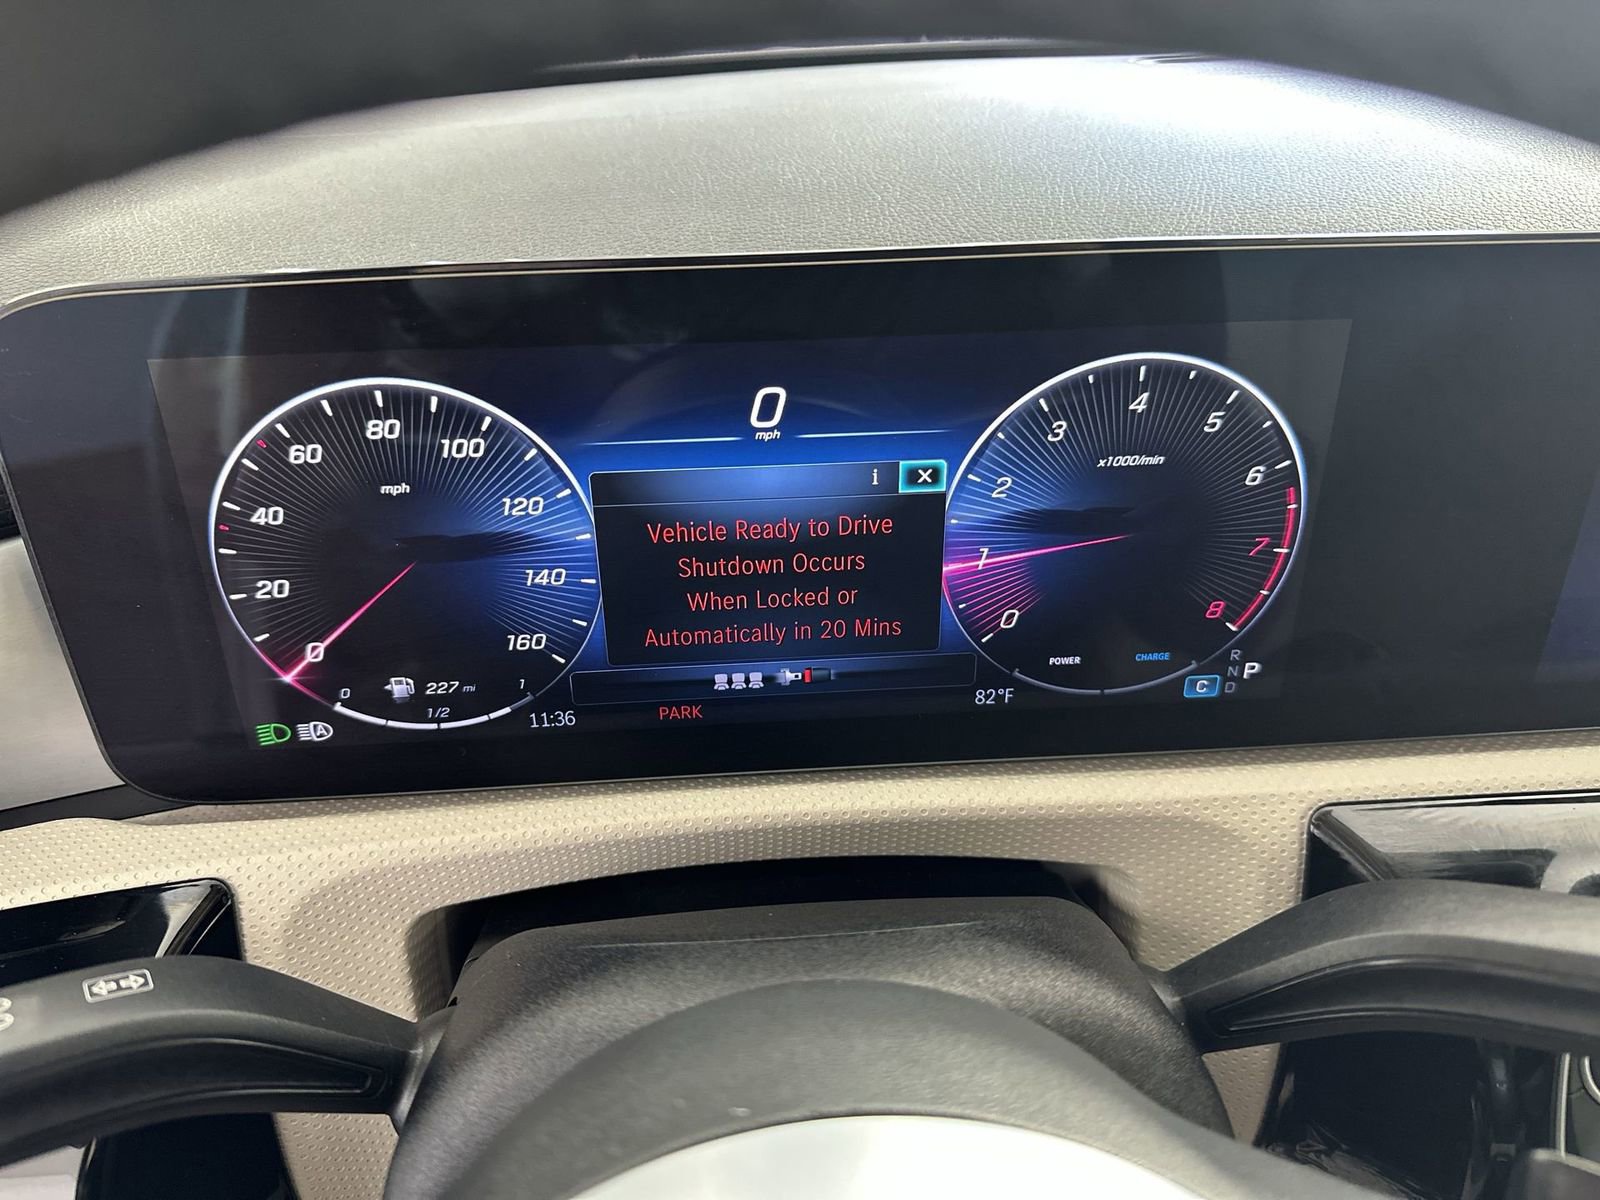 0
mph
20
40
60
80
100
120
140
160
0
mph
0
1/2
1
227 mi
11:36
A
i X
Vehicle Ready to Drive
Shutdown Occurs
When Locked or
Automatically in 20 Mins
PARK
0
1
2
3
4
5
6
7
8
x1000/min
POWER
CHARGE
82°F
C
R
N
D
P